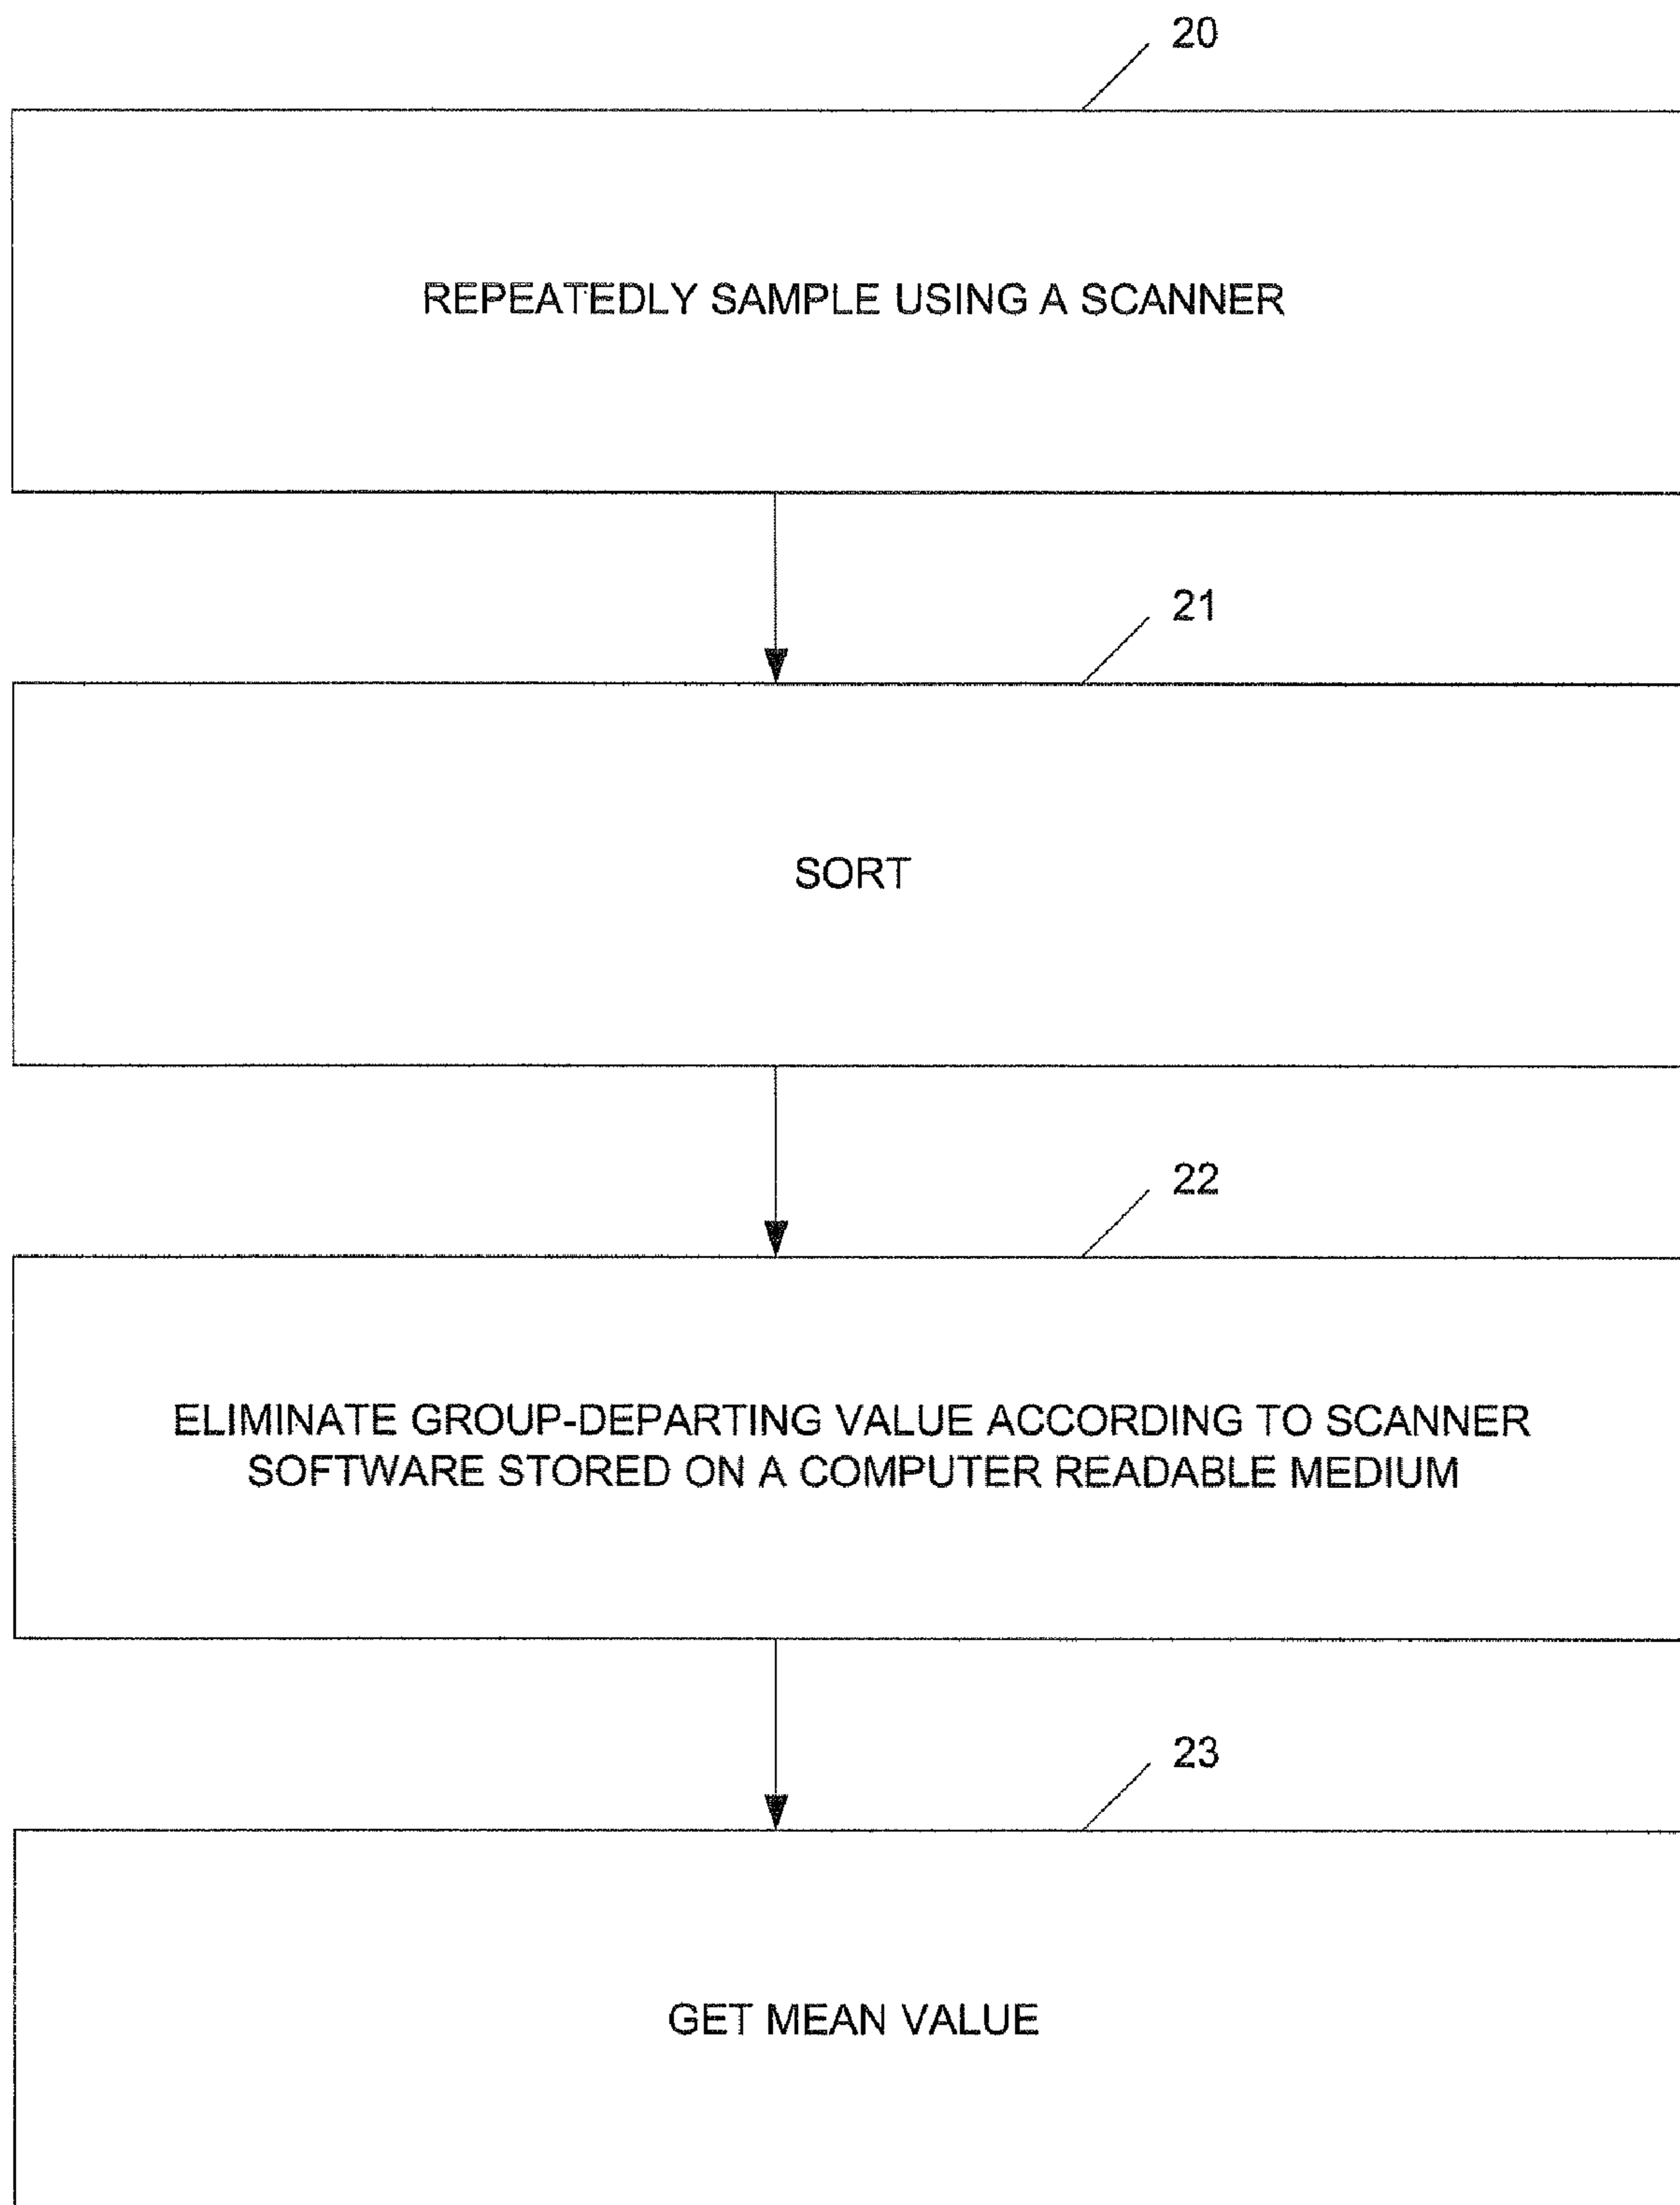 20
REPEATEDLY SAMPLE USING A SCANNER
21
SORT
22
ELIMINATE GROUP-DEPARTING VALUE ACCORDING TO SCANNER
SOFTWARE STORED ON A COMPUTER READABLE MEDIUM
23
GET MEAN VALUE